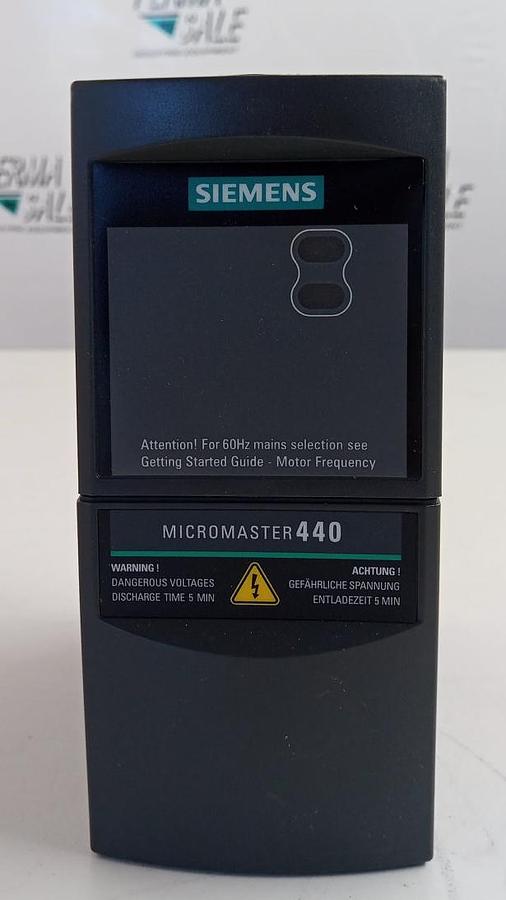 SALE
SIEMENS
Attention! For 60Hz mains selection see
Getting Started Guide - Motor Frequency
MICROMASTER 440
WARNING !
DANGEROUS VOLTAGES
DISCHARGE TIME 5 MIN
ACHTUNG !
GEFÄHRLICHE SPANNUNG
ENTLADEZEIT 5 MIN